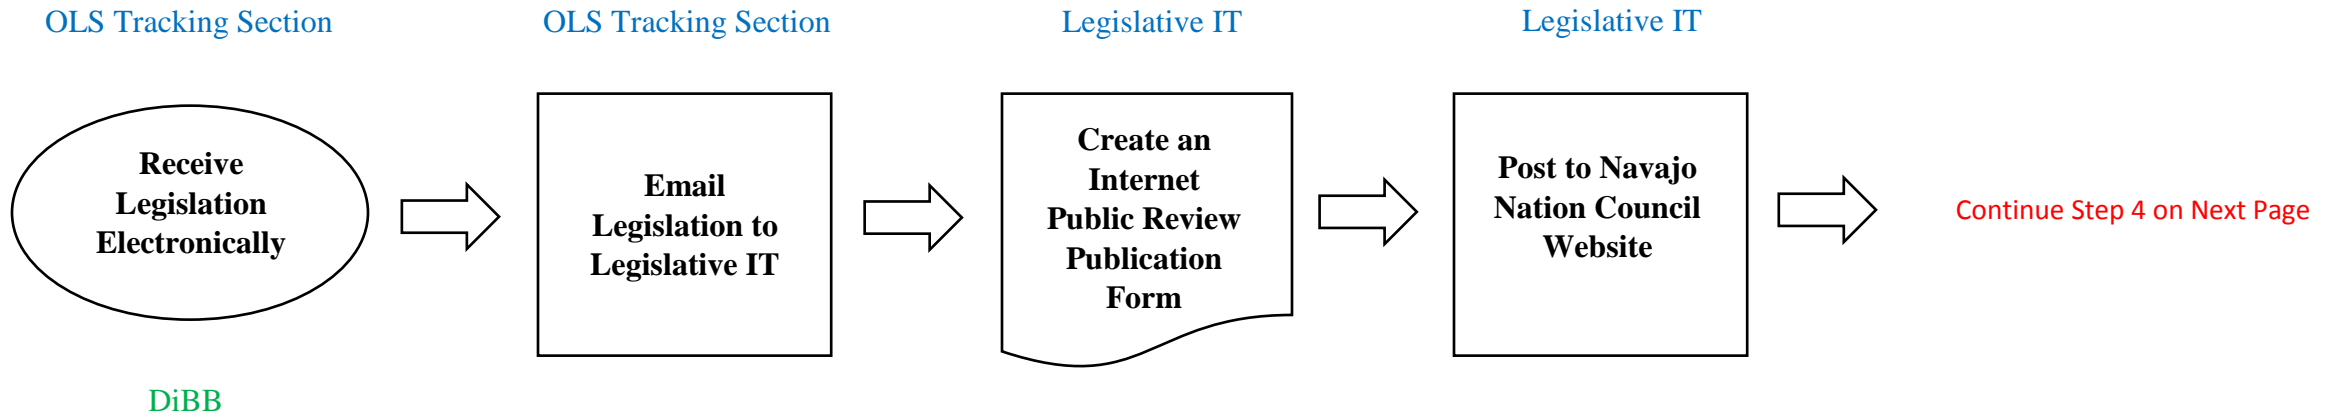 OLS Tracking Section
OLS Tracking Section
Legislative IT
Legislative IT
Receive
Legislation
Electronically
Email
Legislation to
Legislative IT
Create an
Internet
Public Review
Publication
Form
Post to Navajo
Nation Council
Website
Continue Step 4 on Next Page
DiBB